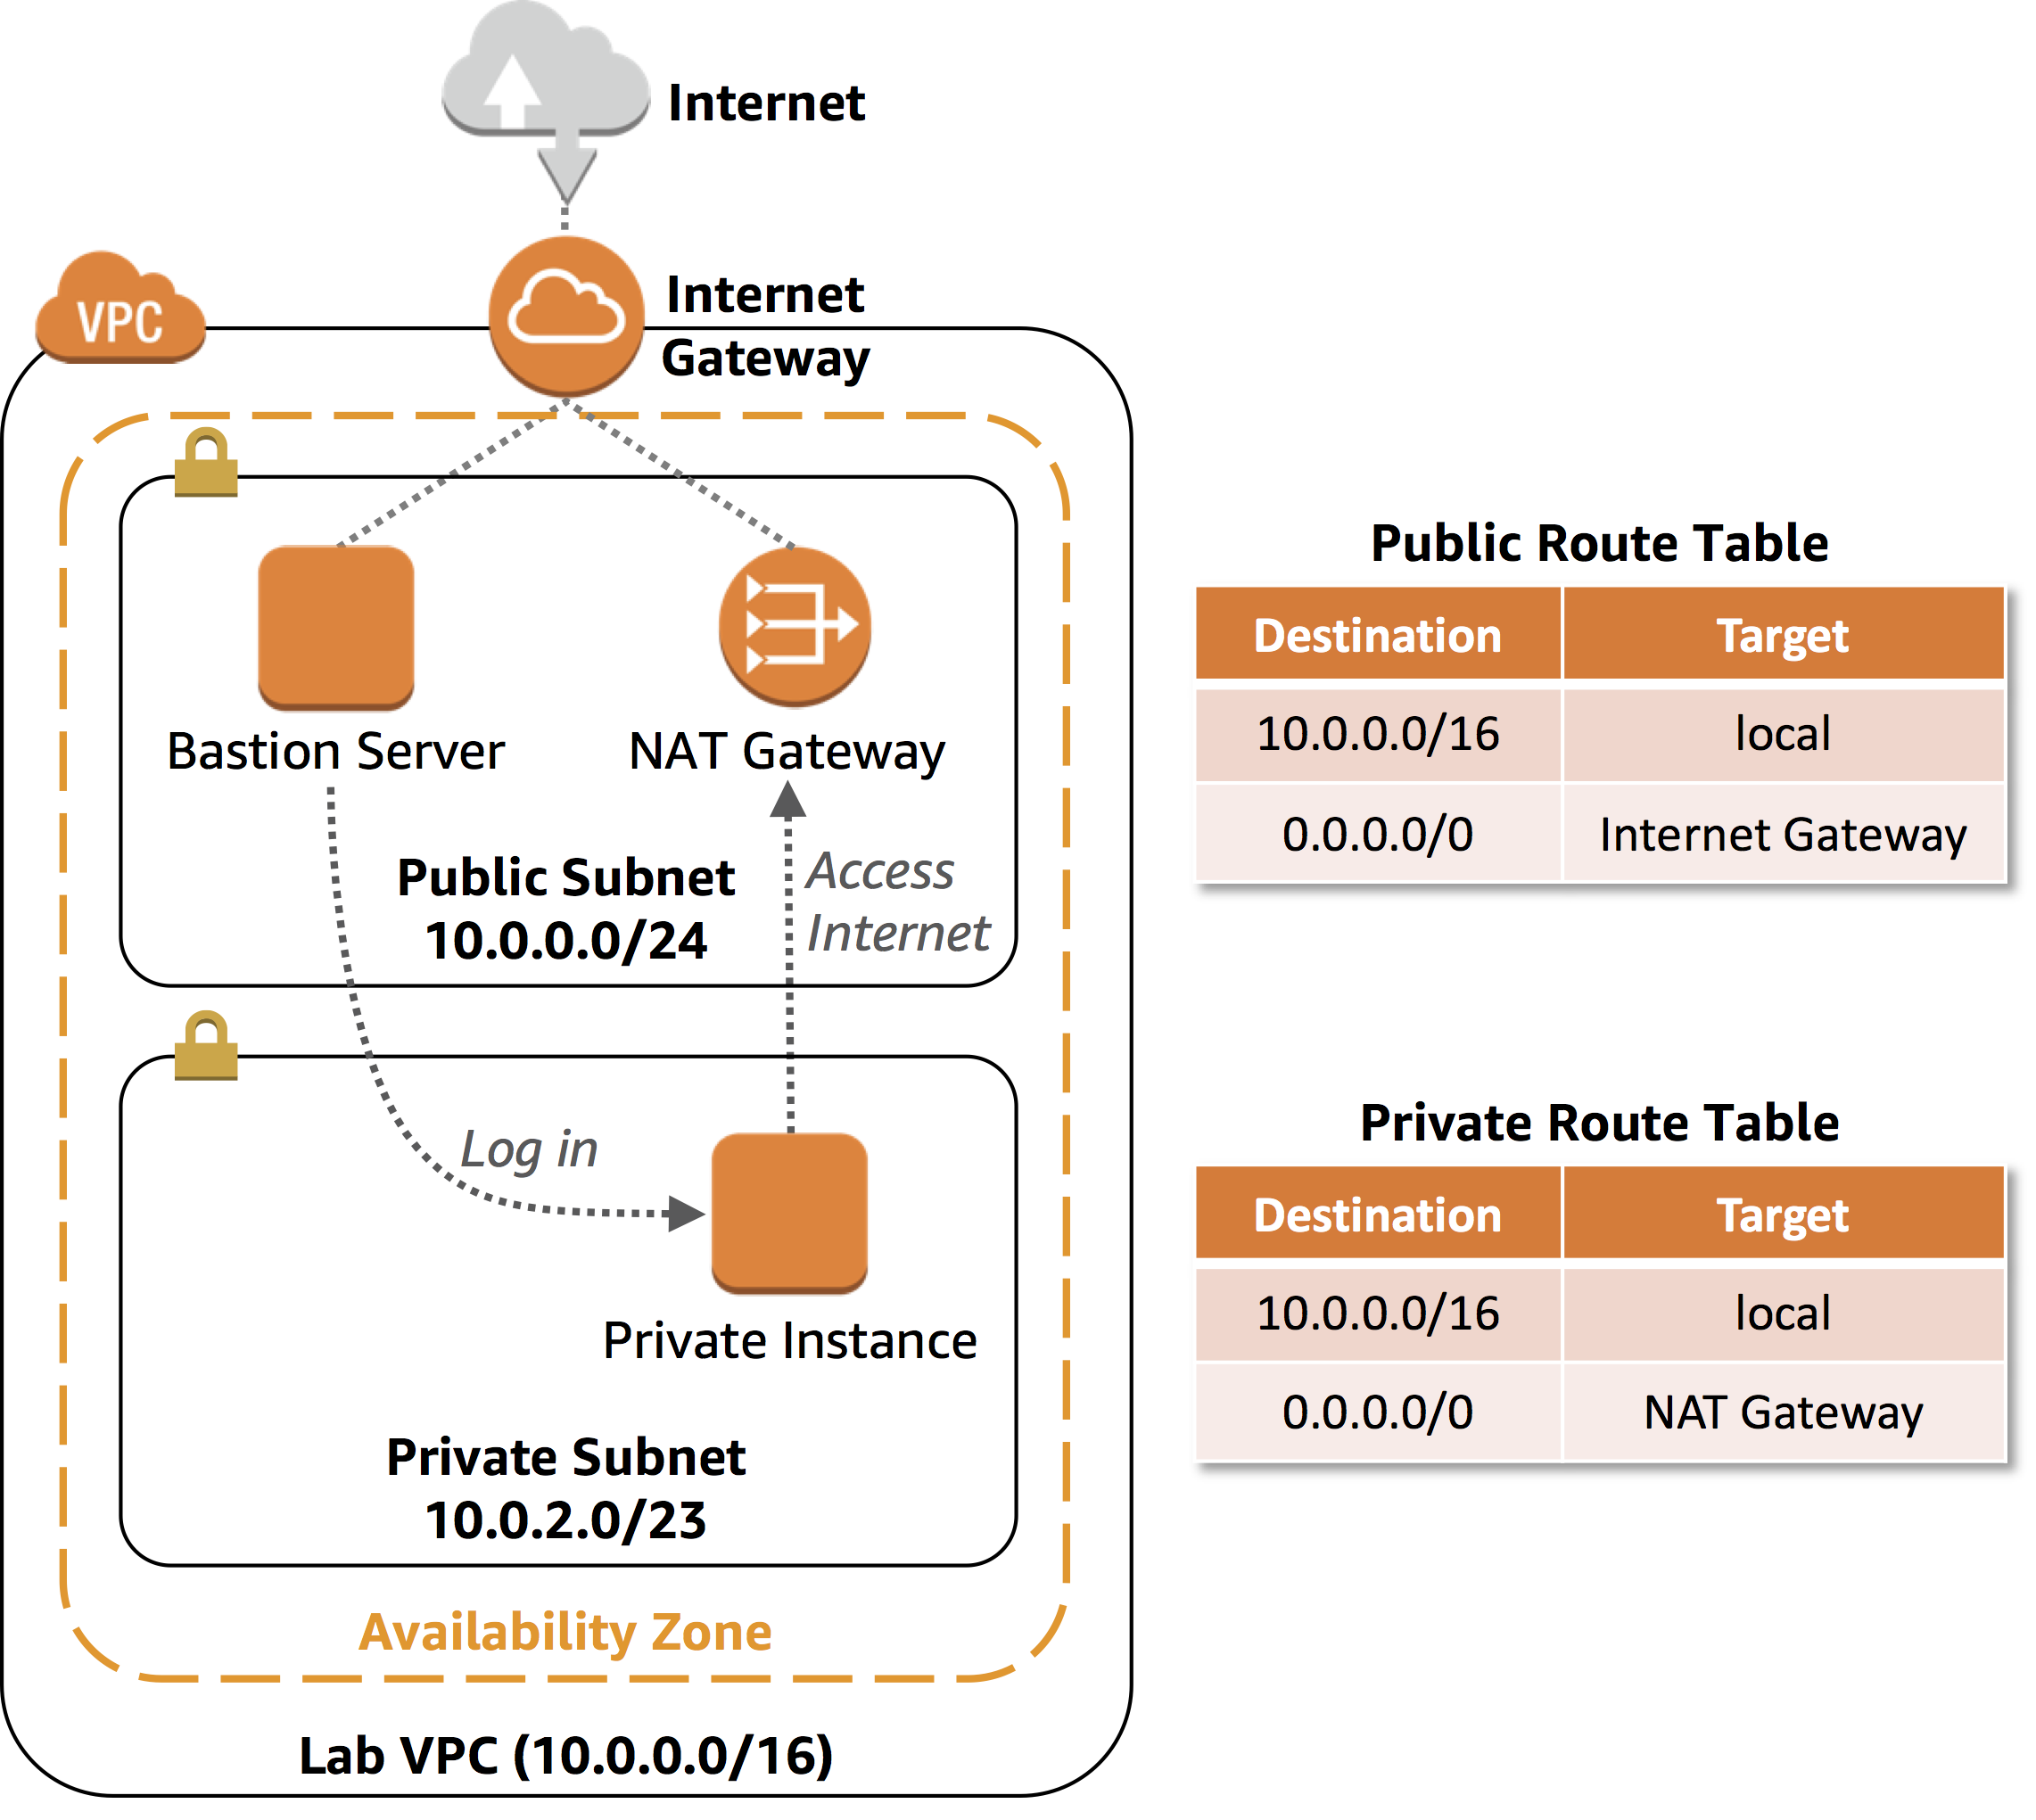 Internet
VPC
Internet
Gateway
Bastion Server
NAT Gateway
Public Subnet
10.0.0.0/24
Access
Internet
Log in
Private Instance
Private Subnet
10.0.2.0/23
Availability Zone
Lab VPC (10.0.0.0/16)
Public Route Table
Destination Target
10.0.0.0/16 local
0.0.0.0/0 Internet Gateway
Private Route Table
Destination Target
10.0.0.0/16 local
0.0.0.0/0 NAT Gateway